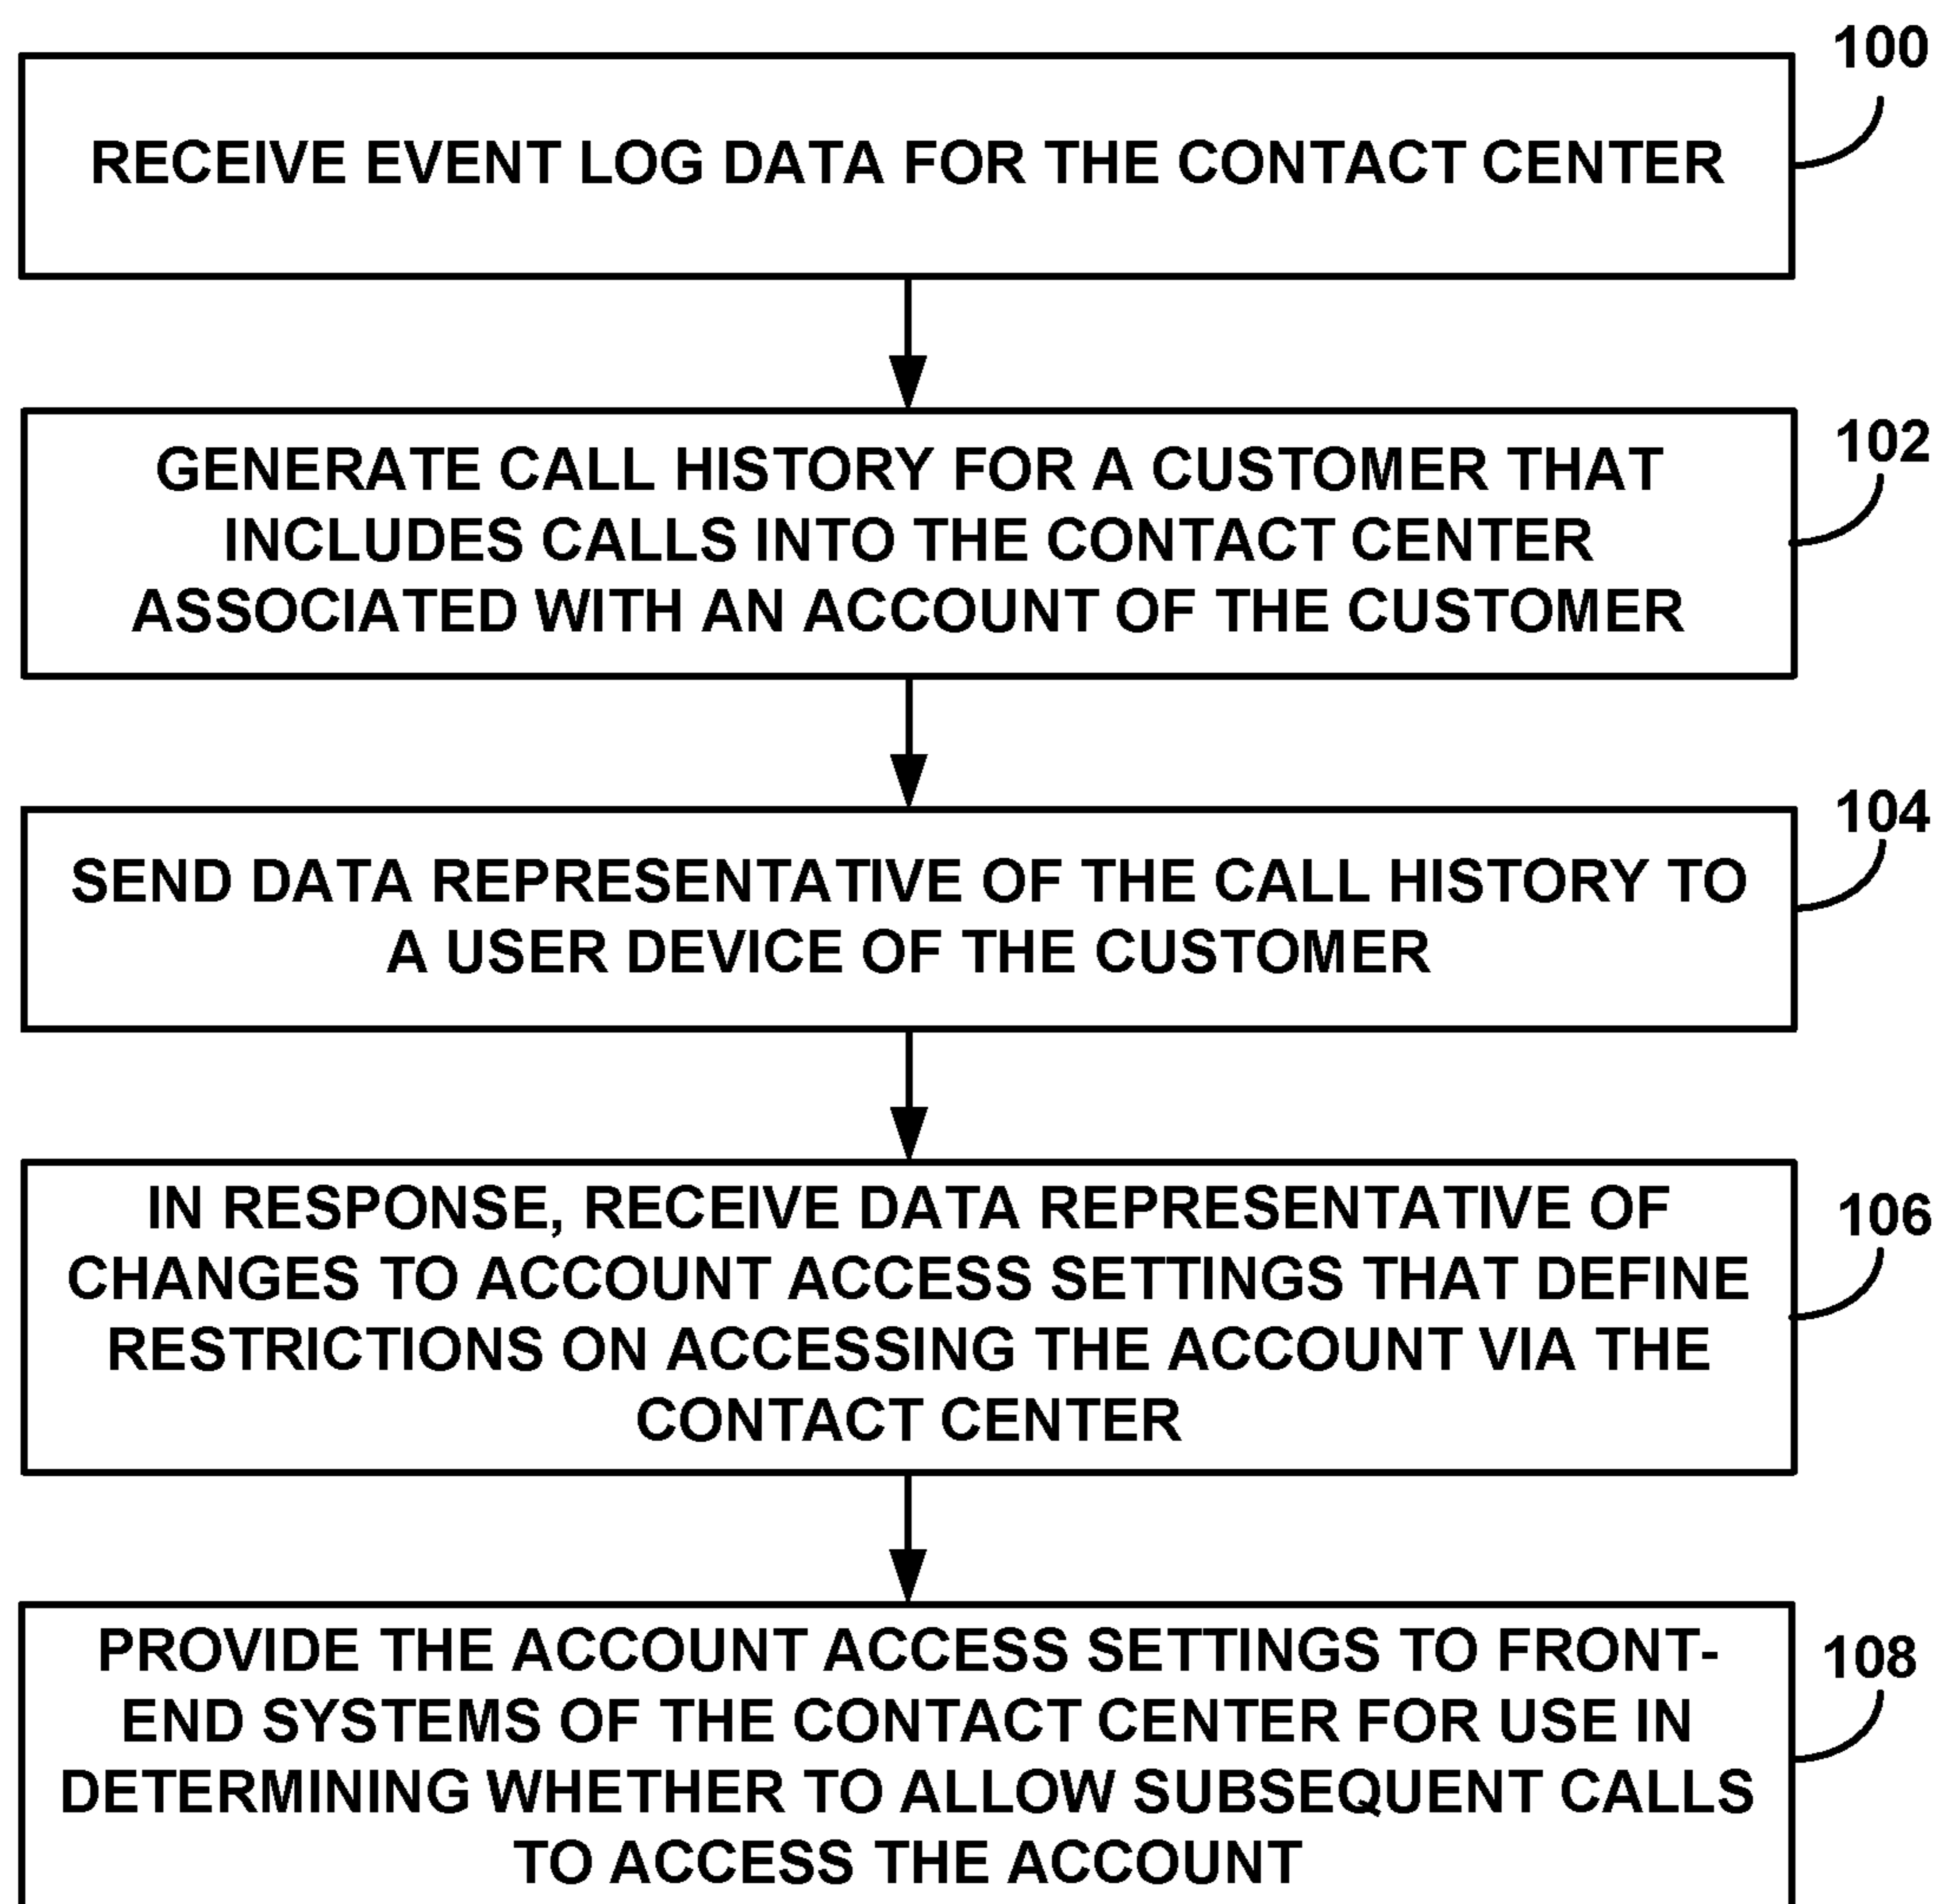 100
RECEIVE EVENT LOG DATA FOR THE CONTACT CENTER
102
GENERATE CALL HISTORY FOR A CUSTOMER THAT
INCLUDES CALLS INTO THE CONTACT CENTER
ASSOCIATED WITH AN ACCOUNT OF THE CUSTOMER
104
SEND DATA REPRESENTATIVE OF THE CALL HISTORY TO
A USER DEVICE OF THE CUSTOMER
106
IN RESPONSE, RECEIVE DATA REPRESENTATIVE OF
CHANGES TO ACCOUNT ACCESS SETTINGS THAT DEFINE
RESTRICTIONS ON ACCESSING THE ACCOUNT VIA THE
CONTACT CENTER
108
PROVIDE THE ACCOUNT ACCESS SETTINGS TO FRONT-
END SYSTEMS OF THE CONTACT CENTER FOR USE IN
DETERMINING WHETHER TO ALLOW SUBSEQUENT CALLS
TO ACCESS THE ACCOUNT